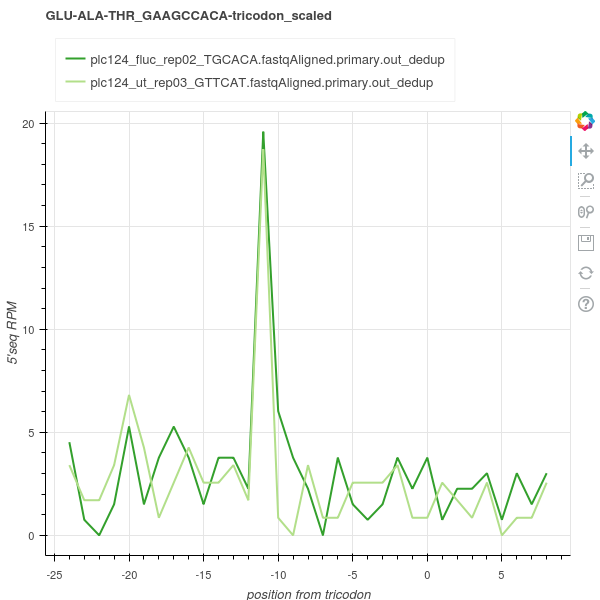 GLU-ALA-THR_GAAGCCACA-tricodon_scaled
plc124_fluc_rep02_TGCACA.fastqAligned.primary.out_dedup
plc124_ut_rep03_GTTCAT.fastqAligned.primary.out_dedup
20
15
10
5
0
5'seq RPM
-25 -20 -15 -10 -5 0 5
position from tricodon